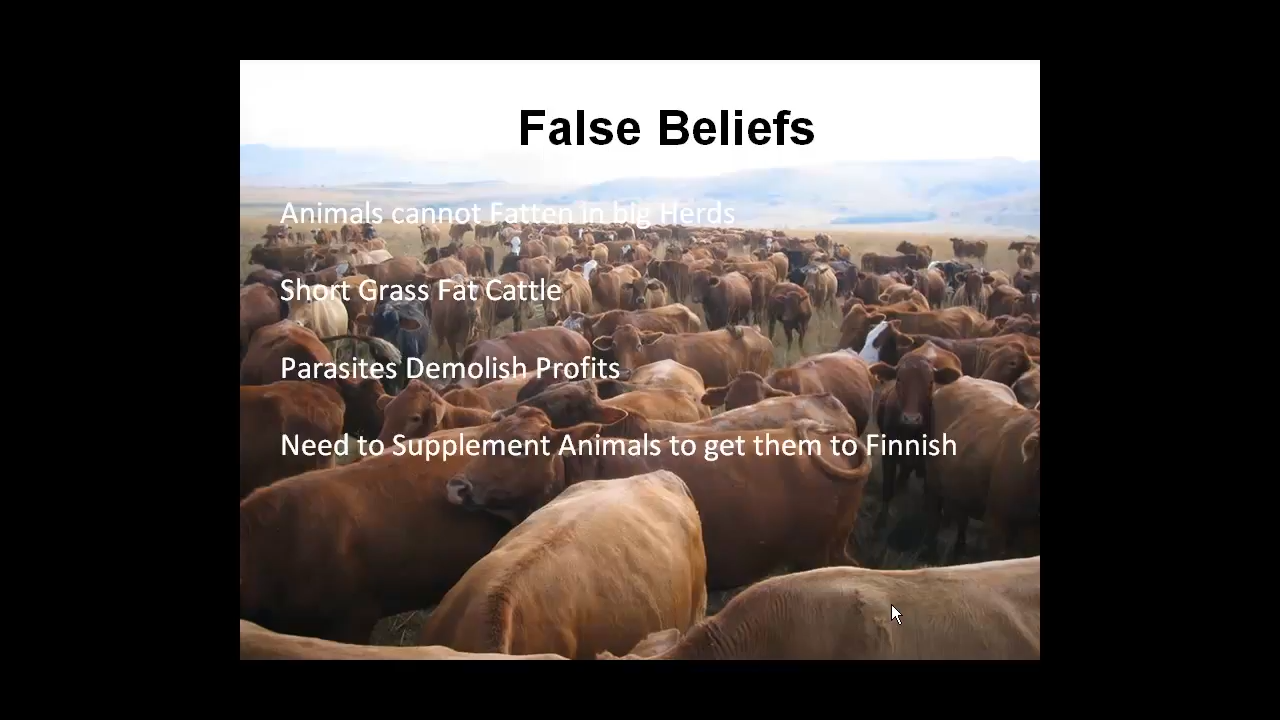 False Beliefs
Animals cannot Fatten in big Herds
Short Grass Fat Cattle
Parasites Demolish Profits
Need to Supplement Animals to get them to Finnish